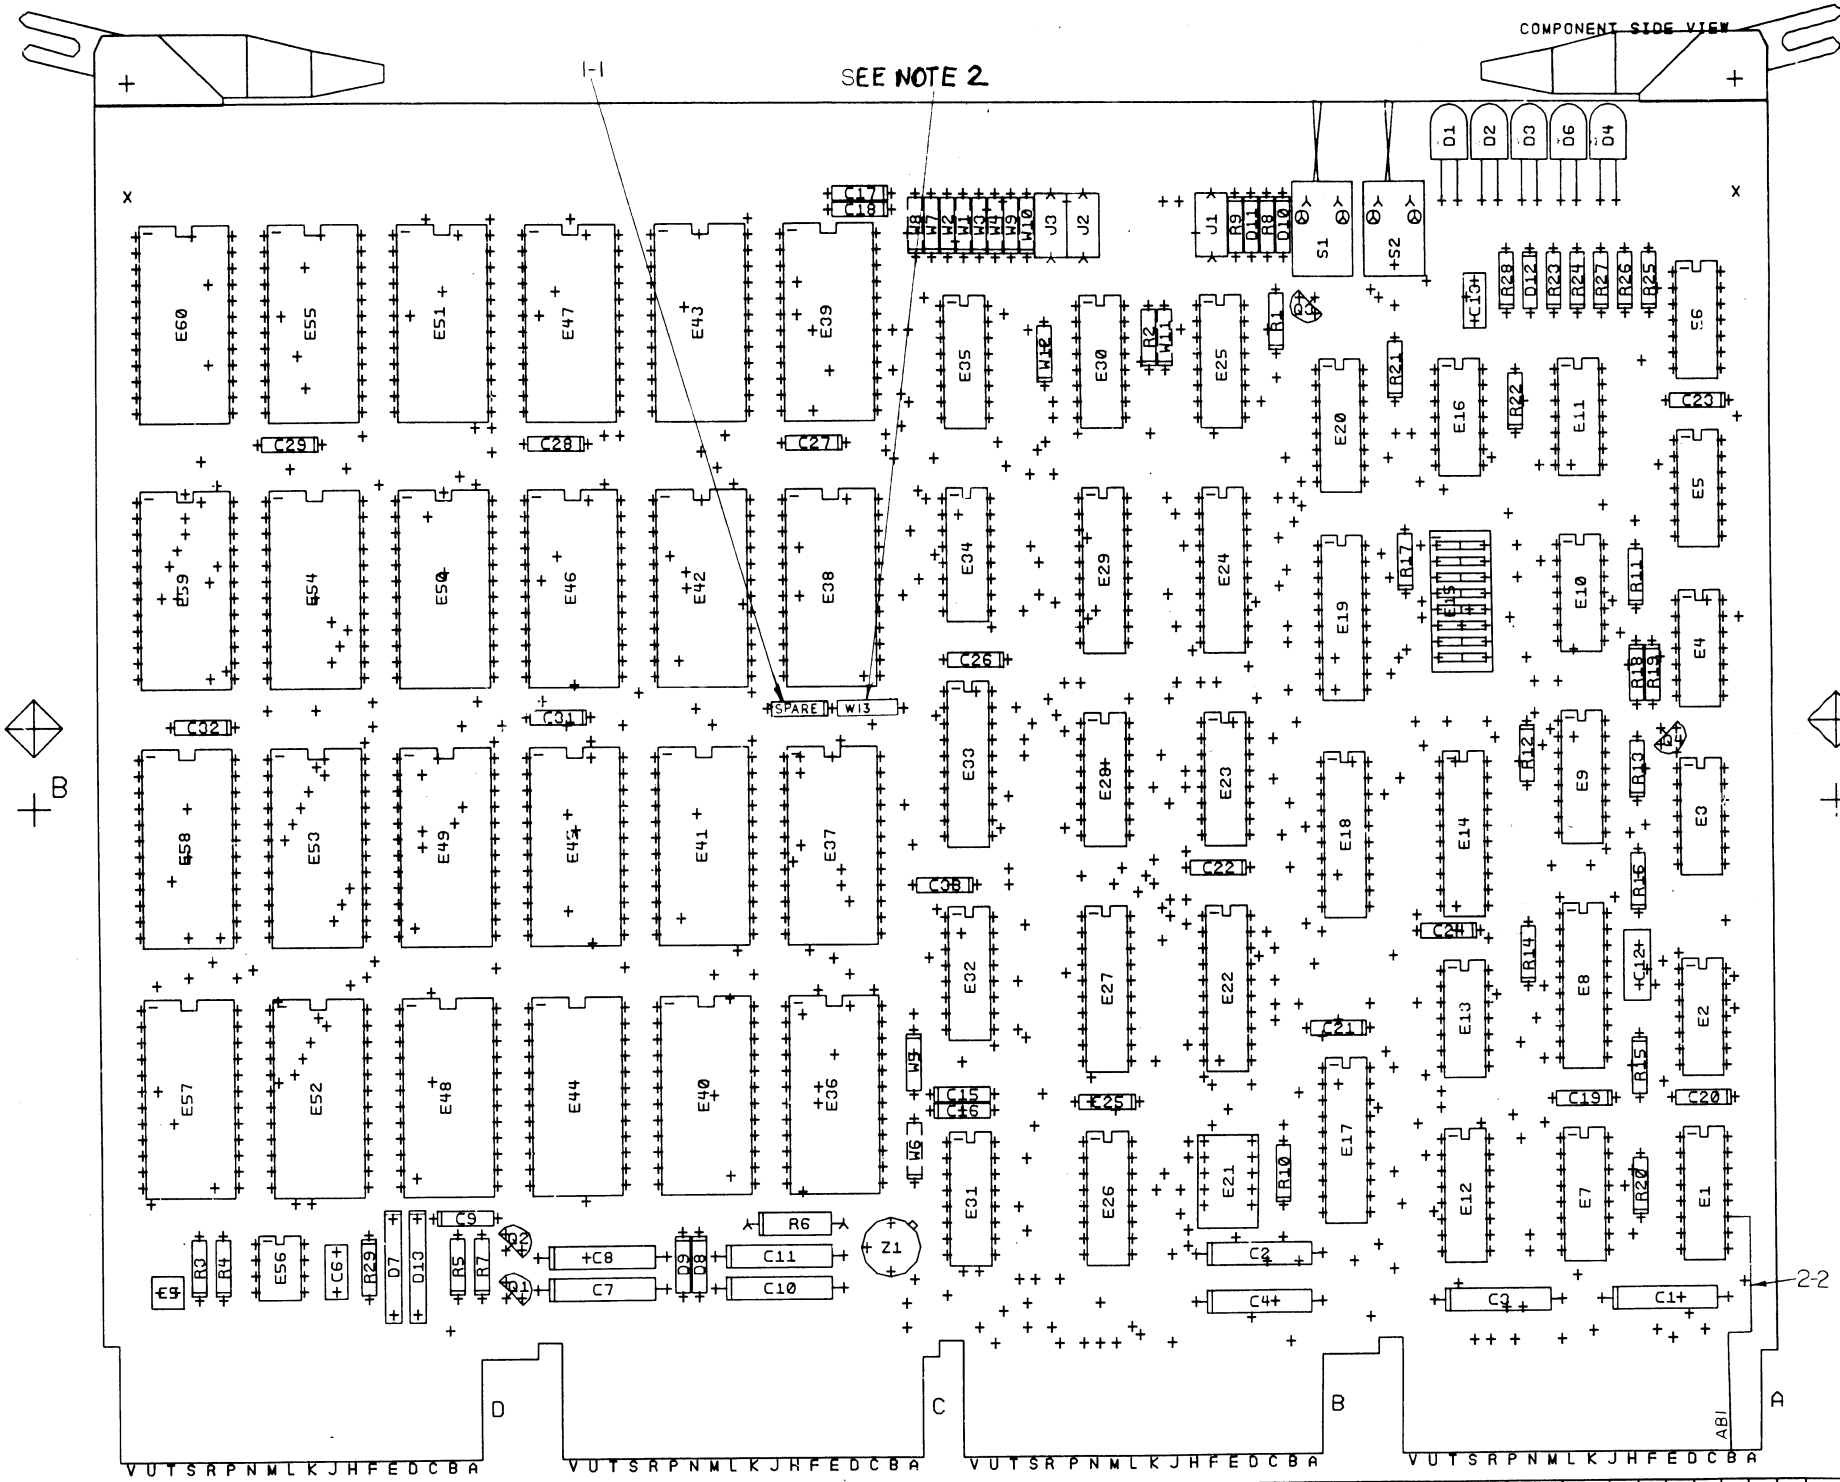 COMPONENT SIDE VIEW
1-1
SEE NOTE 2
D1 D2 D3 D6 D4
X X
C17
C18
W8 W7 W2 W1 W3 W4 W9 W10 J3 J2 J1 R9 D11 R8 D10 S1 S2
R28 D12 R23 R24 R27 R26 R25
C13
E60 E55 E51 E47 E43 E39
E35 W12 E30 R2 W11 E25 R1 R21 E6
E20 E16 R22 E11 C23
C29 C28 C27
E5
E59 E54 E50 E46 E42 E38
E34 E29 E24 E19 R17 E15 E10 R11
E4
C26
R18 R19
SPARE W13
C32 C31
E33 E28 E23 E18 E14 R12 E9 R13 Q4
E3
B
E58 E53 E49 E45 E41 E37
C22
R16
C24
E32 E27 E22 E13 R14 E8 C12 E2
C21
E57 E52 E48 E44 E40 E36
W5
C15
C16
C25 C19 R15 C20
W6
E31 E26 E21 R10 E17 E12 E7 R20 E1
C9 Q2 R6 Z1
R3 R4 E56 C6 R29 D7 D13 R5 R7 Q1
C8 D9 D8 C11 C2
C7 C10 C4 C3 C1
2-2
D C B A
AB1
V U T S R P N M L K J H F E D C B A
V U T S R P N M L K J H F E D C B A
V U T S R P N M L K J H F E D C B A
V U T S R P N M L K J H F E D C B A